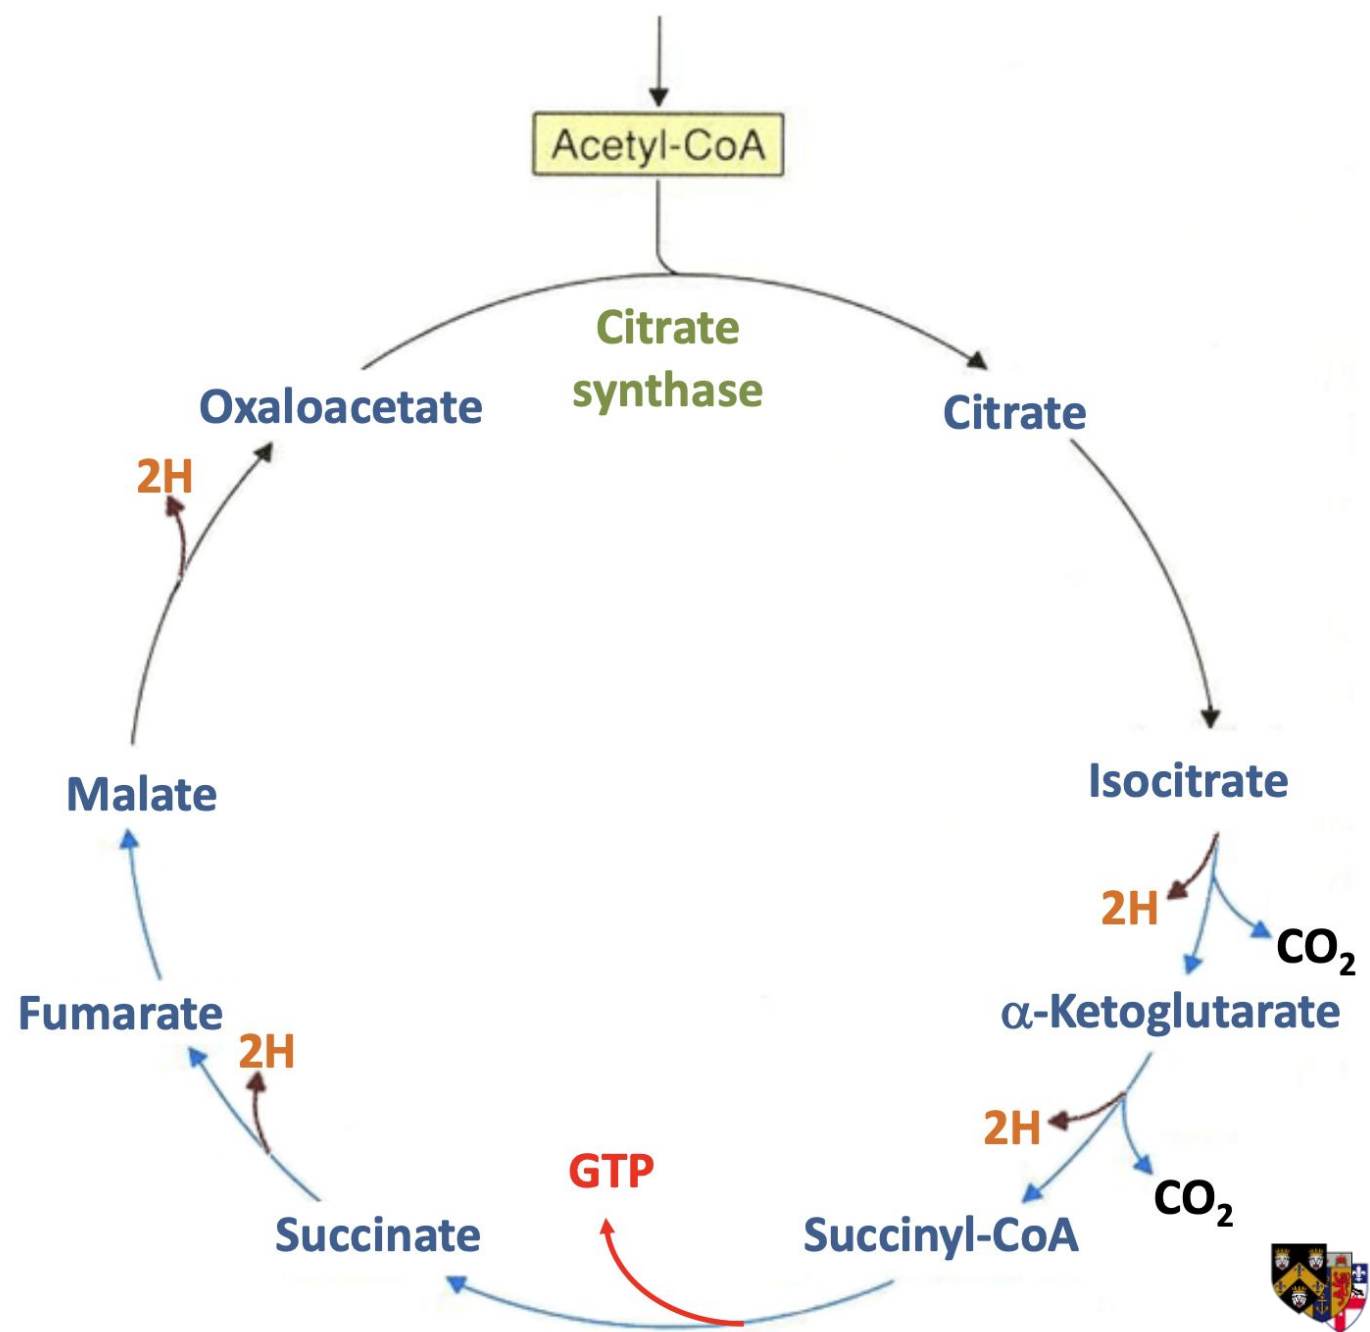 Acetyl-CoA
Citrate
synthase
Oxaloacetate
Citrate
2H
Malate
Isocitrate
2H
CO₂
Fumarate
α-Ketoglutarate
2H
2H
CO₂
GTP
Succinate
Succinyl-CoA